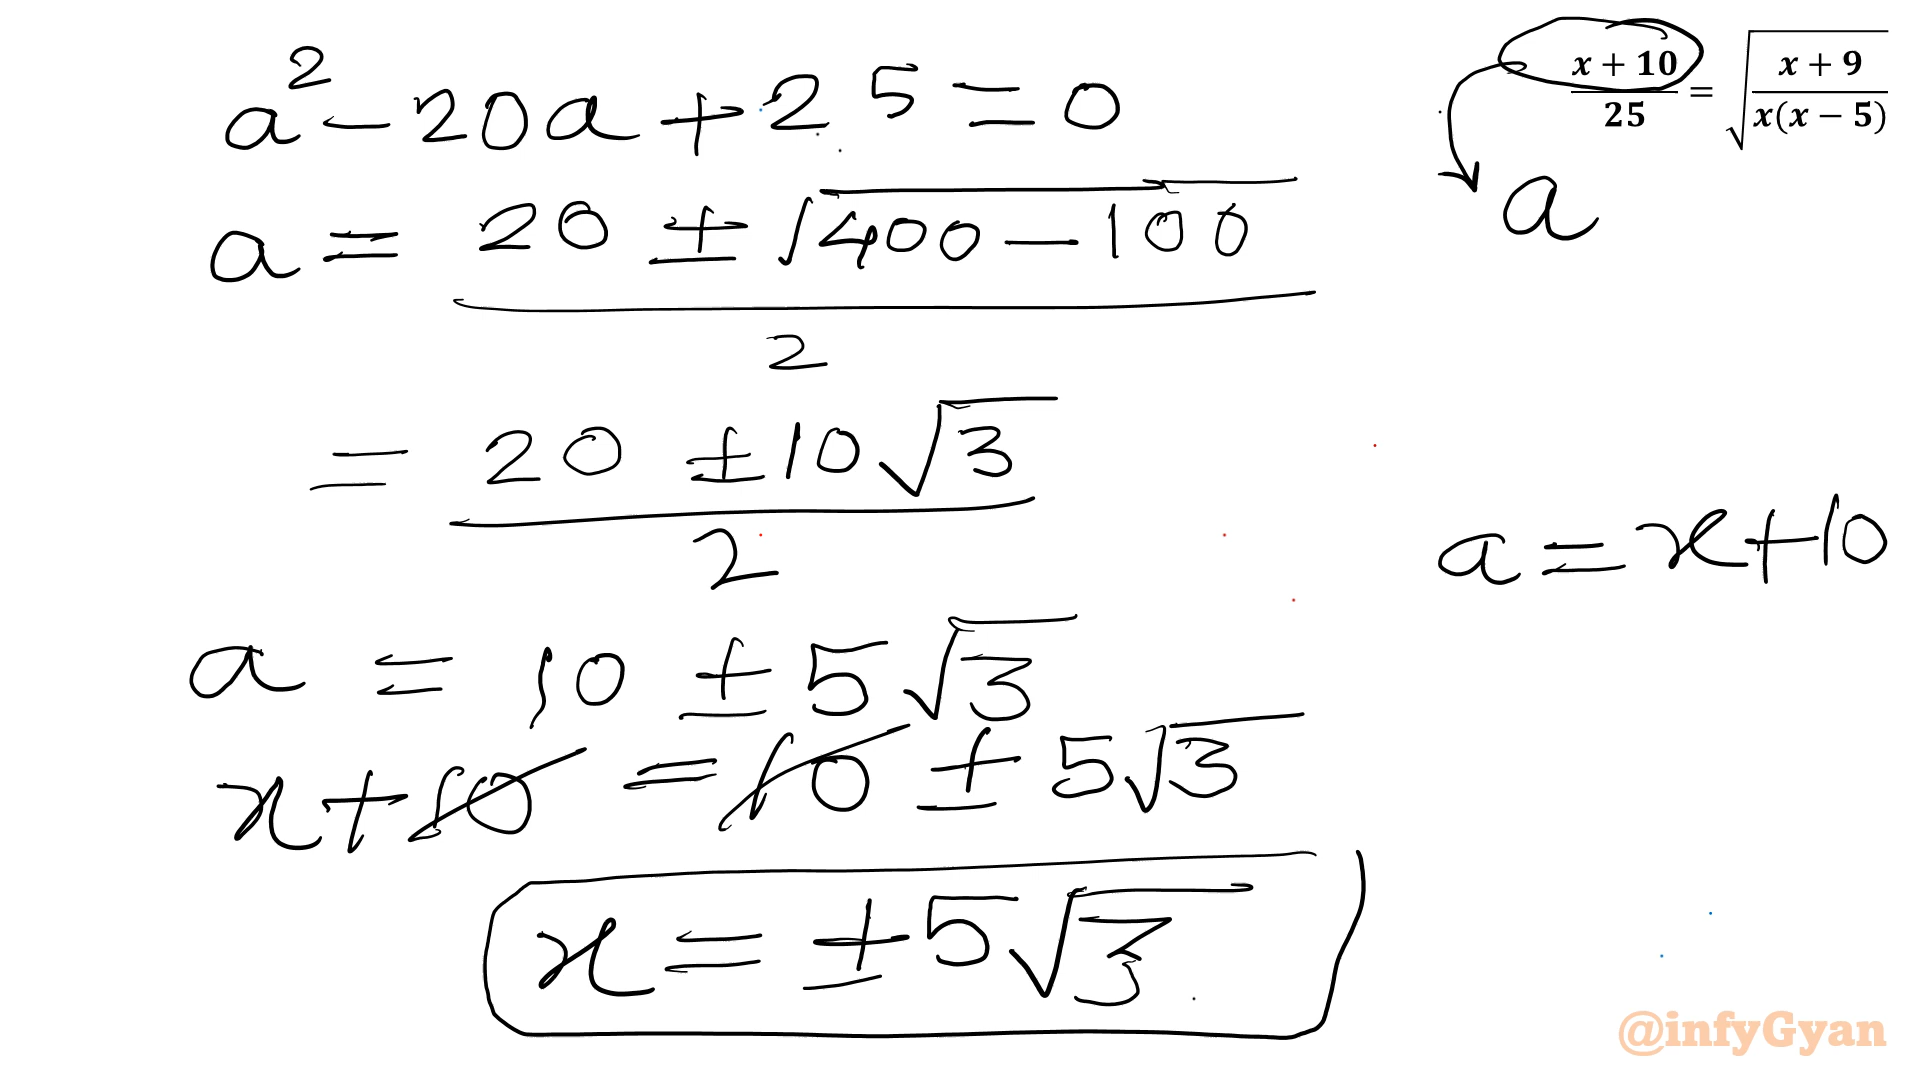 a² - 20a + 25 = 0
(x + 10)/25 = √((x + 9)/(x(x − 5)))
a
a = (20 ± √(400 - 100))/2
= (20 ± 10√3)/2
a = x + 10
a = 10 ± 5√3
x + 10 = 10 ± 5√3
x = ± 5√3
@infyGyan